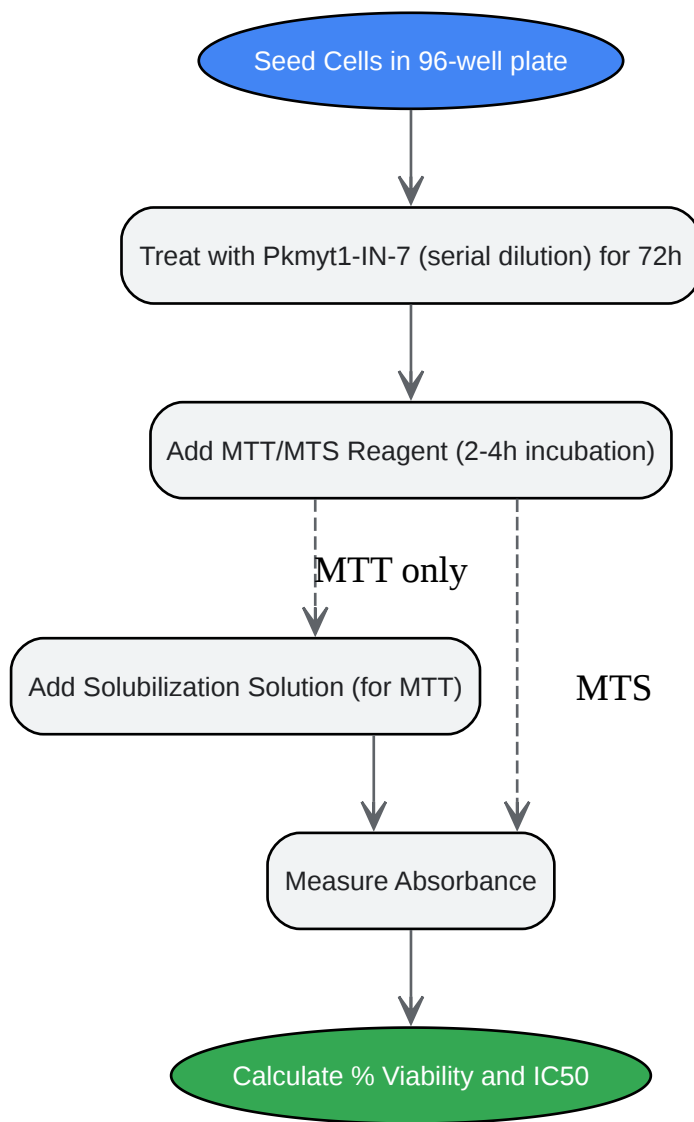 Seed Cells in 96-well plate
Treat with Pkmyt1-IN-7 (serial dilution) for 72h
Add MTT/MTS Reagent (2-4h incubation)
MTT only
Add Solubilization Solution (for MTT)
MTS
Measure Absorbance
Calculate % Viability and IC50